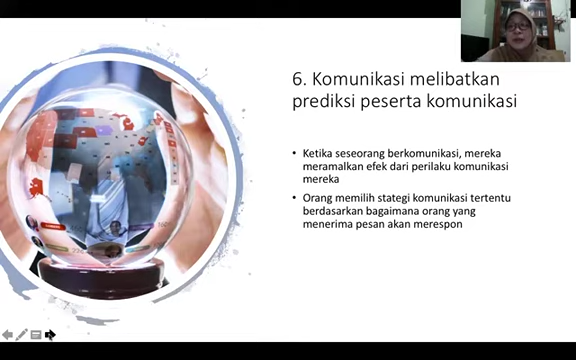 6. Komunikasi melibatkan
prediksi peserta komunikasi
• Ketika seseorang berkomunikasi, mereka
meramalkan efek dari perilaku komunikasi
mereka
• Orang memilih stategi komunikasi tertentu
berdasarkan bagaimana orang yang
menerima pesan akan merespon